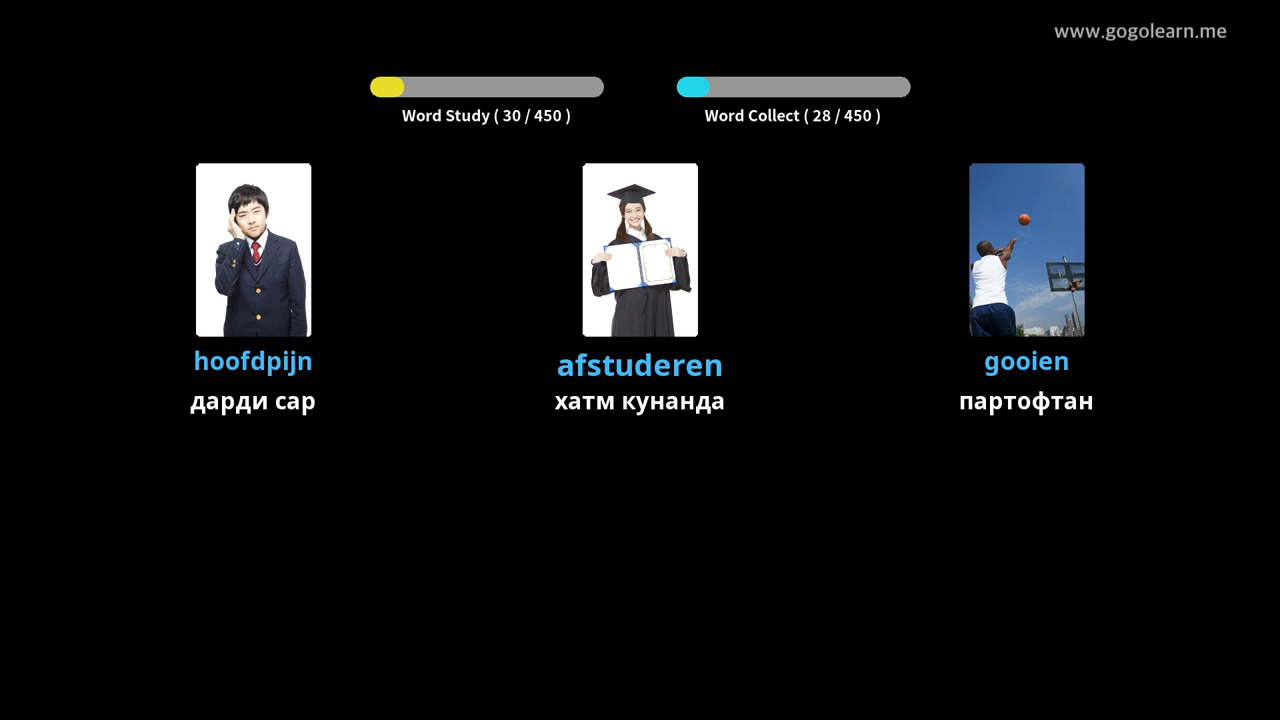 www.gogolearn.me
Word Study ( 30 / 450 )
Word Collect ( 28 / 450 )
hoofdpijn
afstuderen
gooien
дарди сар
хатм кунанда
партофтан